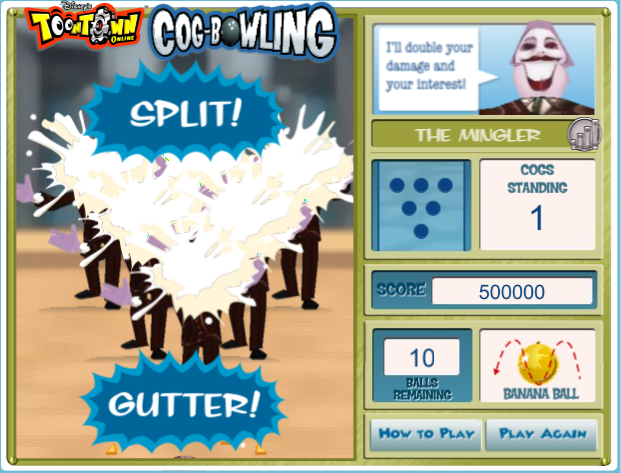 Disney's
TOONTOWN
ONLINE
COG-BOWLING
SPLIT!
GUTTER!
I'll double your
damage and
your interest!
THE MINGLER
COGS
STANDING
1
SCORE 500000
10
BALLS
REMAINING
BANANA BALL
HOW TO PLAY
PLAY AGAIN